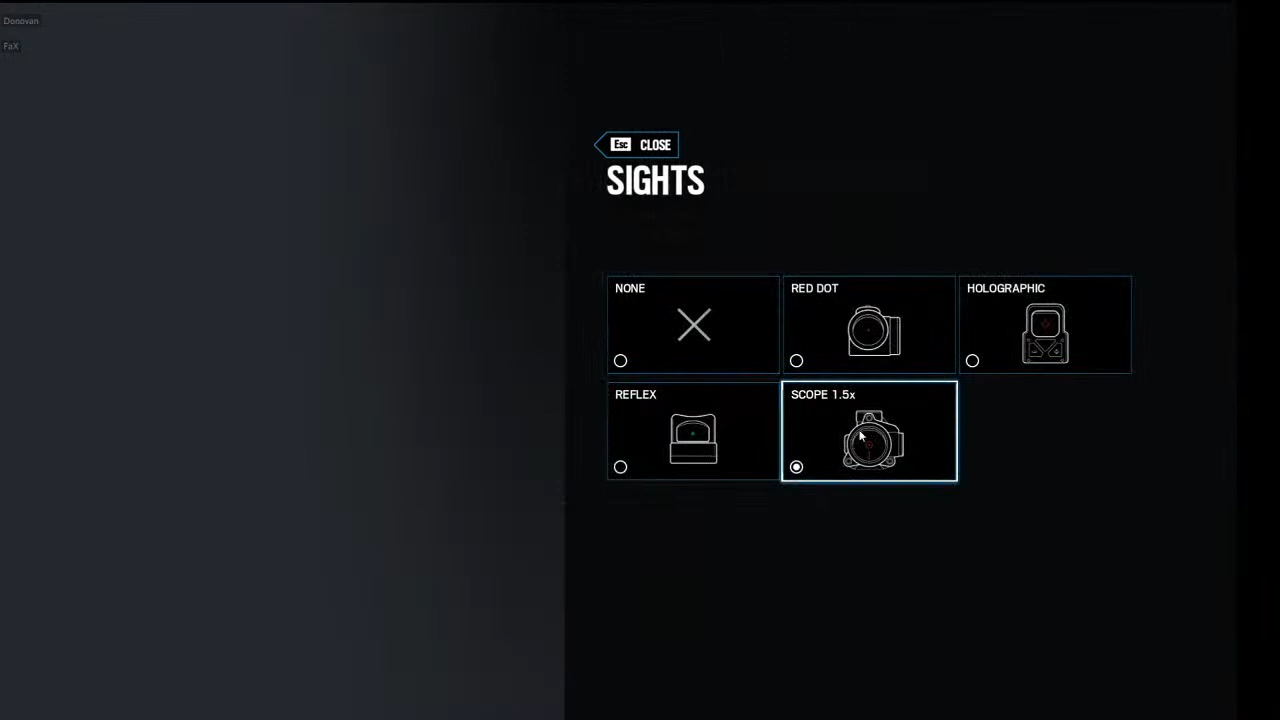 Donovan
FaX
Esc CLOSE
SIGHTS
NONE
RED DOT
HOLOGRAPHIC
REFLEX
SCOPE 1.5x